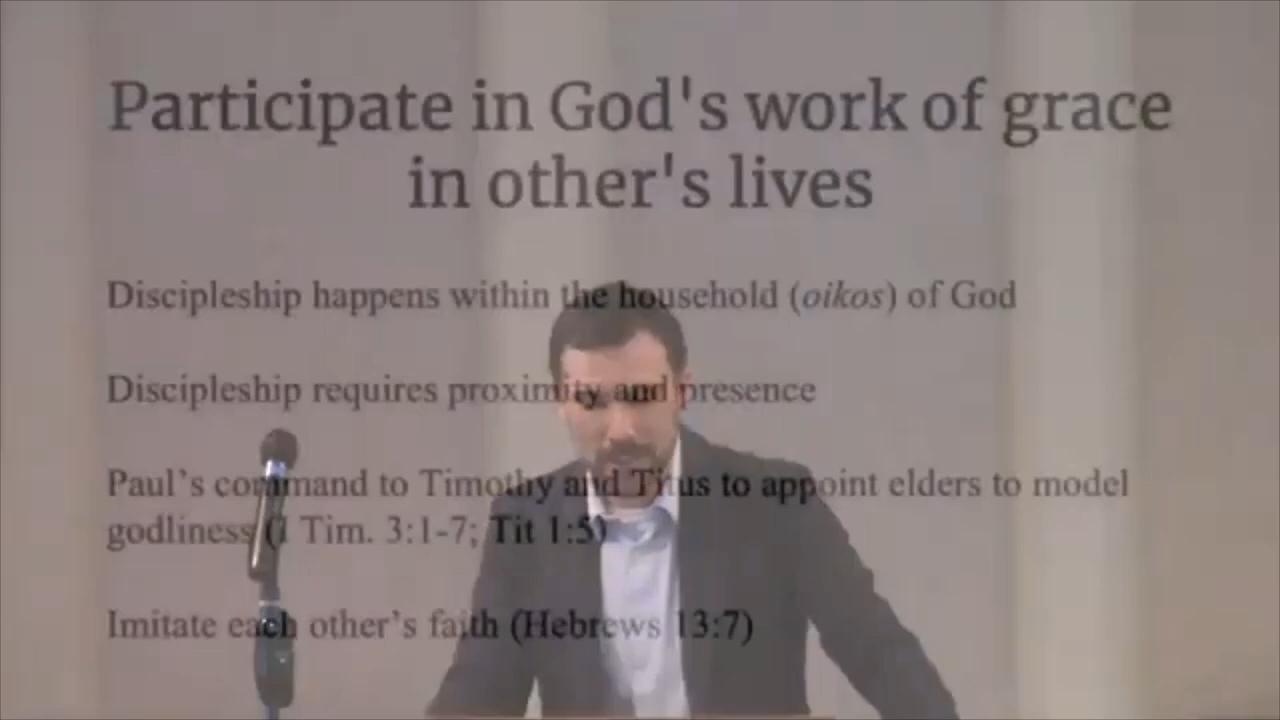 Participate in God's work of grace
in other's lives
Discipleship happens within the household (oikos) of God
Discipleship requires proximity and presence
Paul’s command to Timothy and Titus to appoint elders to model
godliness (1 Tim. 3:1-7; Tit 1:5)
Imitate each other’s faith (Hebrews 13:7)